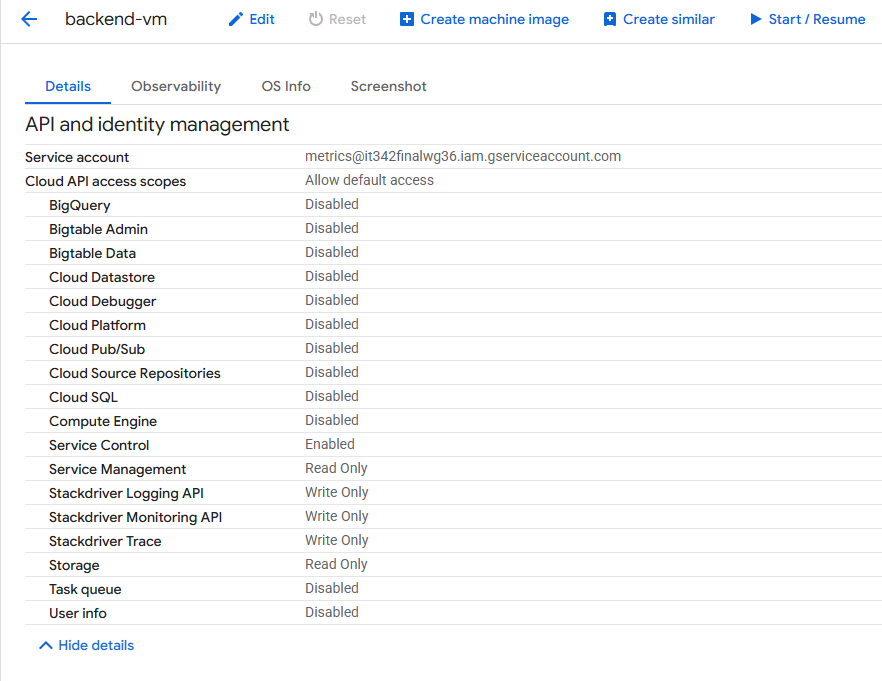 backend-vm Edit Reset Create machine image Create similar Start / Resume
Details Observability OS Info Screenshot
API and identity management
Service account metrics@it342finalwg36.iam.gserviceaccount.com
Cloud API access scopes Allow default access
BigQuery Disabled
Bigtable Admin Disabled
Bigtable Data Disabled
Cloud Datastore Disabled
Cloud Debugger Disabled
Cloud Platform Disabled
Cloud Pub/Sub Disabled
Cloud Source Repositories Disabled
Cloud SQL Disabled
Compute Engine Disabled
Service Control Enabled
Service Management Read Only
Stackdriver Logging API Write Only
Stackdriver Monitoring API Write Only
Stackdriver Trace Write Only
Storage Read Only
Task queue Disabled
User info Disabled
Hide details